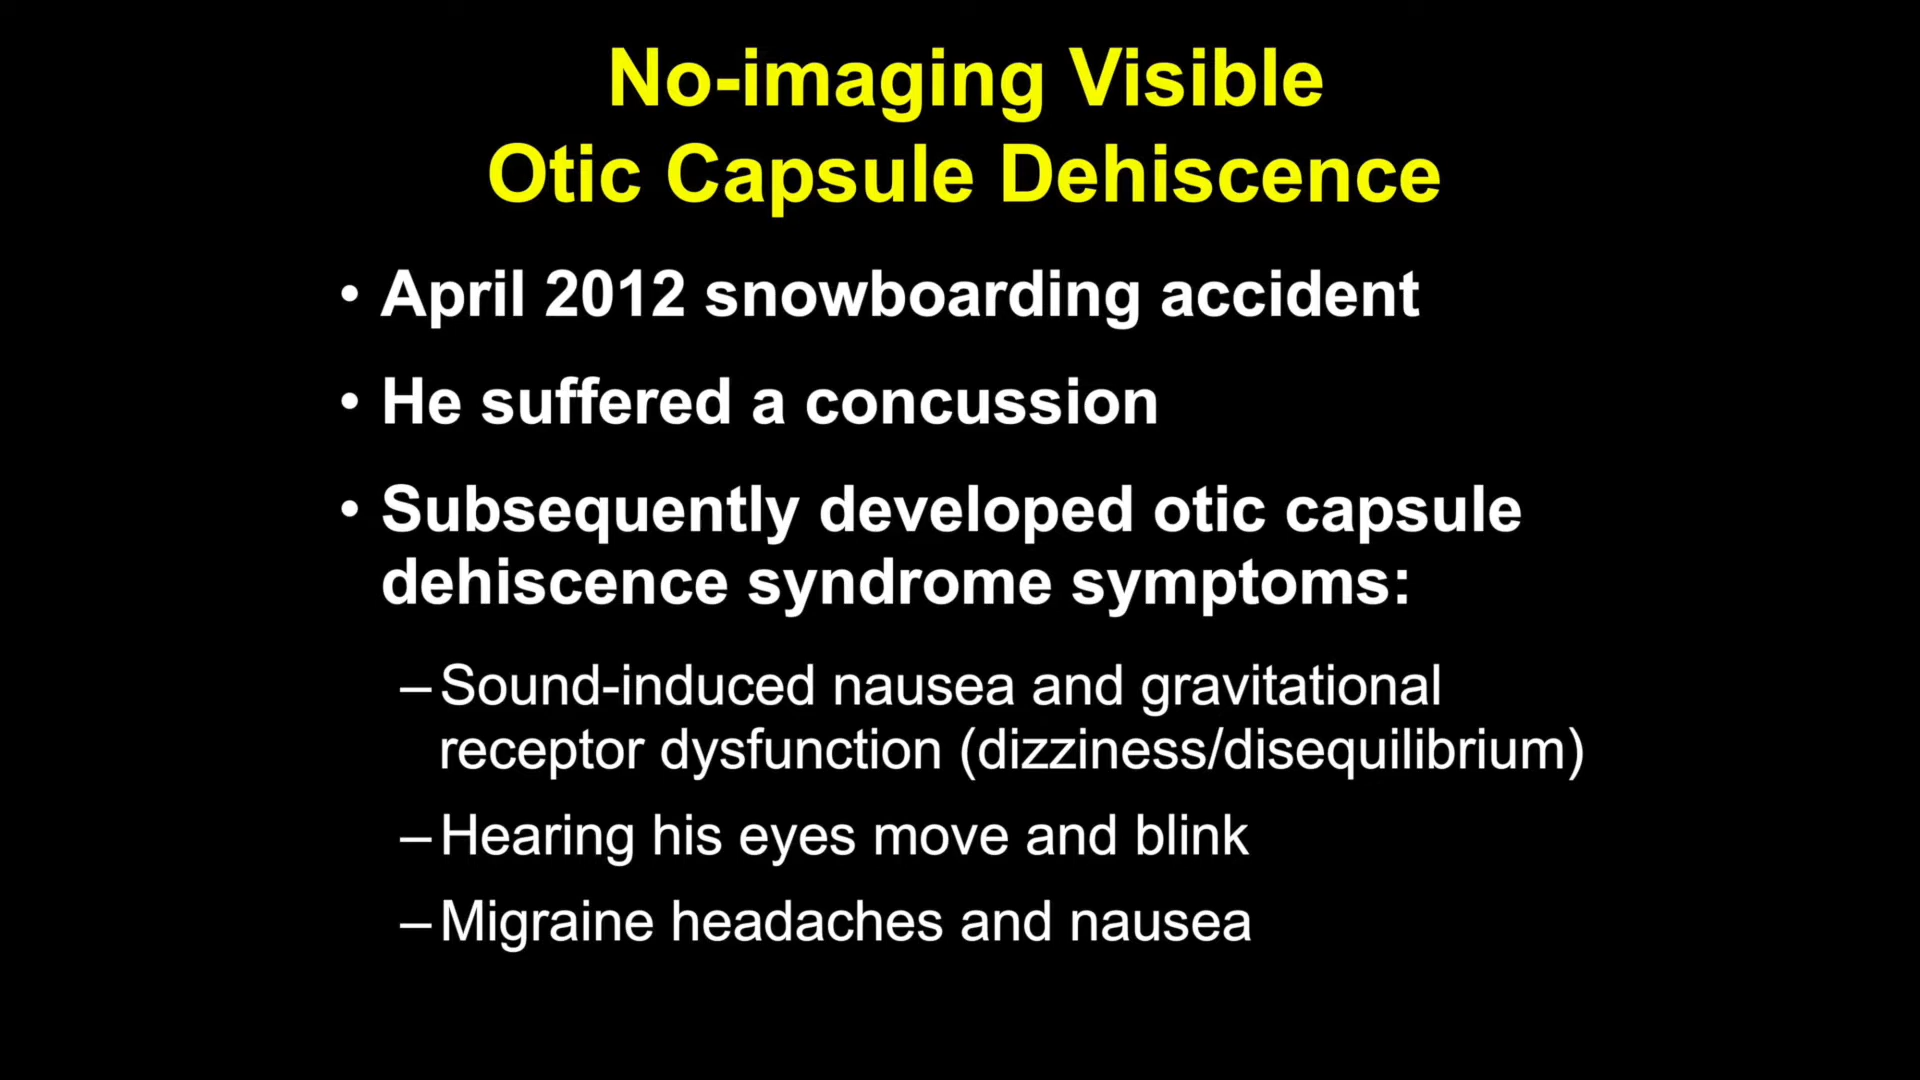 No-imaging Visible
Otic Capsule Dehiscence
• April 2012 snowboarding accident
• He suffered a concussion
• Subsequently developed otic capsule
dehiscence syndrome symptoms:
–Sound-induced nausea and gravitational
receptor dysfunction (dizziness/disequilibrium)
–Hearing his eyes move and blink
–Migraine headaches and nausea